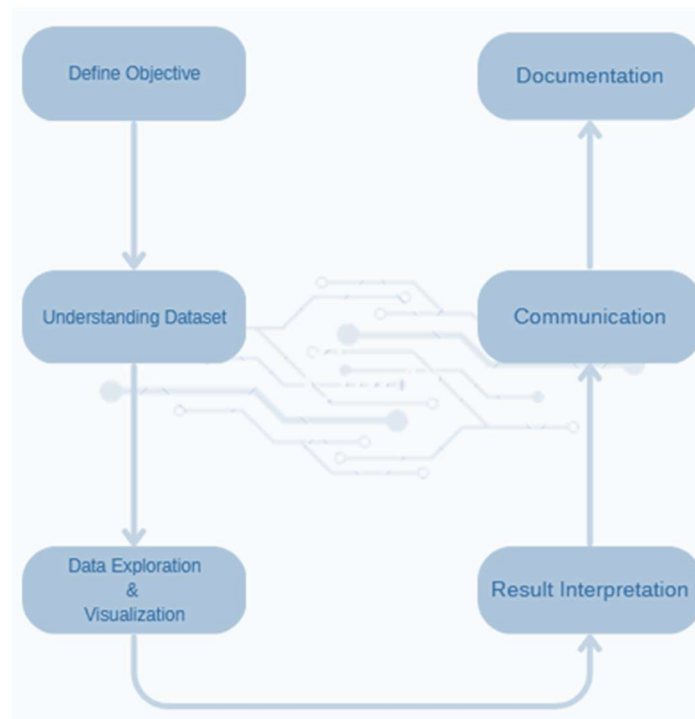 Define Objective
Understanding Dataset
Data Exploration
&
Visualization
Result Interpretation
Communication
Documentation